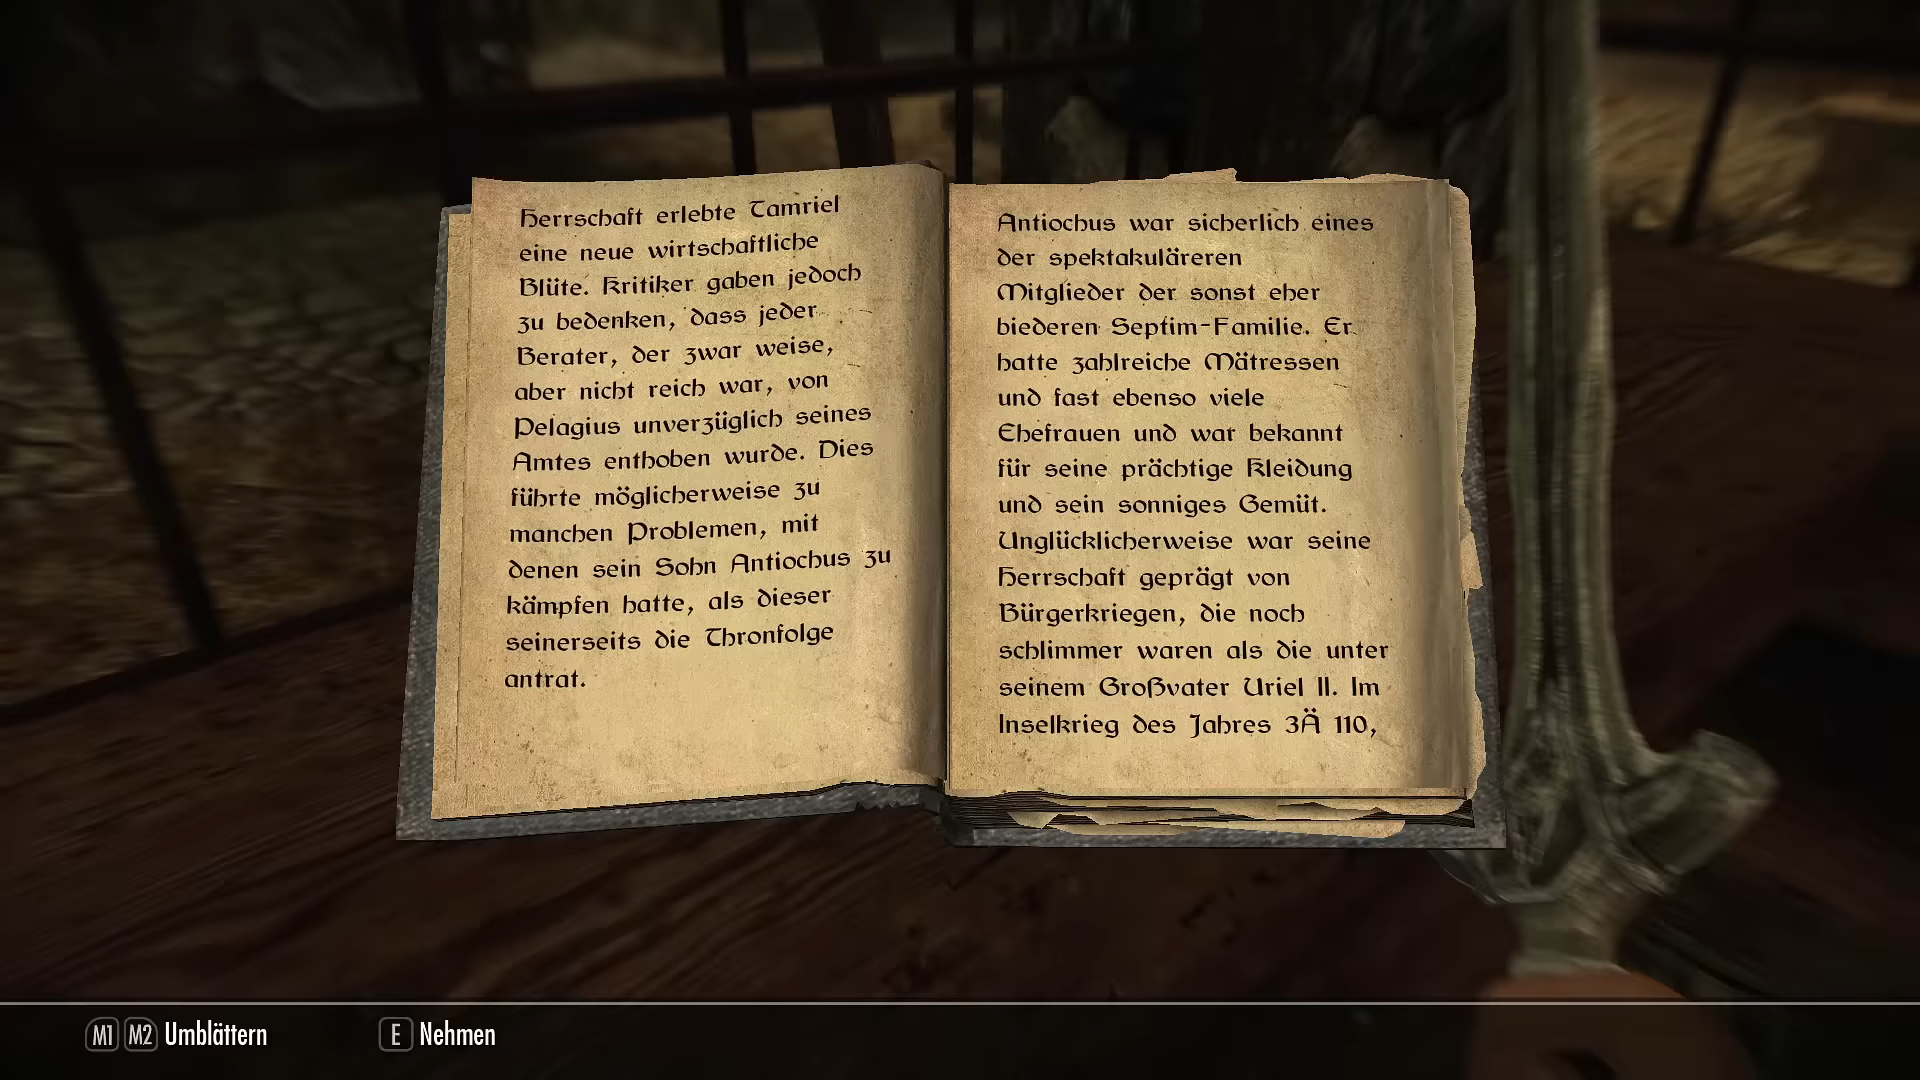 Herrschaft erlebte Tamriel
eine neue wirtschaftliche
Blüte. Kritiker gaben jedoch
zu bedenken, dass jeder
Berater, der zwar weise,
aber nicht reich war, von
Pelagius unverzüglich seines
Amtes enthoben wurde. Dies
führte möglicherweise zu
manchen Problemen, mit
denen sein Sohn Antiochus zu
kämpfen hatte, als dieser
seinerseits die Thronfolge
antrat.
Antiochus war sicherlich eines
der spektakuläreren
Mitglieder der sonst eher
biederen Septim-Familie. Er
hatte zahlreiche Mätressen
und fast ebenso viele
Ehefrauen und war bekannt
für seine prächtige Kleidung
und sein sonniges Gemüt.
Unglücklicherweise war seine
Herrschaft geprägt von
Bürgerkriegen, die noch
schlimmer waren als die unter
seinem Großvater Uriel II. Im
Inselkrieg des Jahres 3Ä 110,
M1 M2 Umblättern
E Nehmen